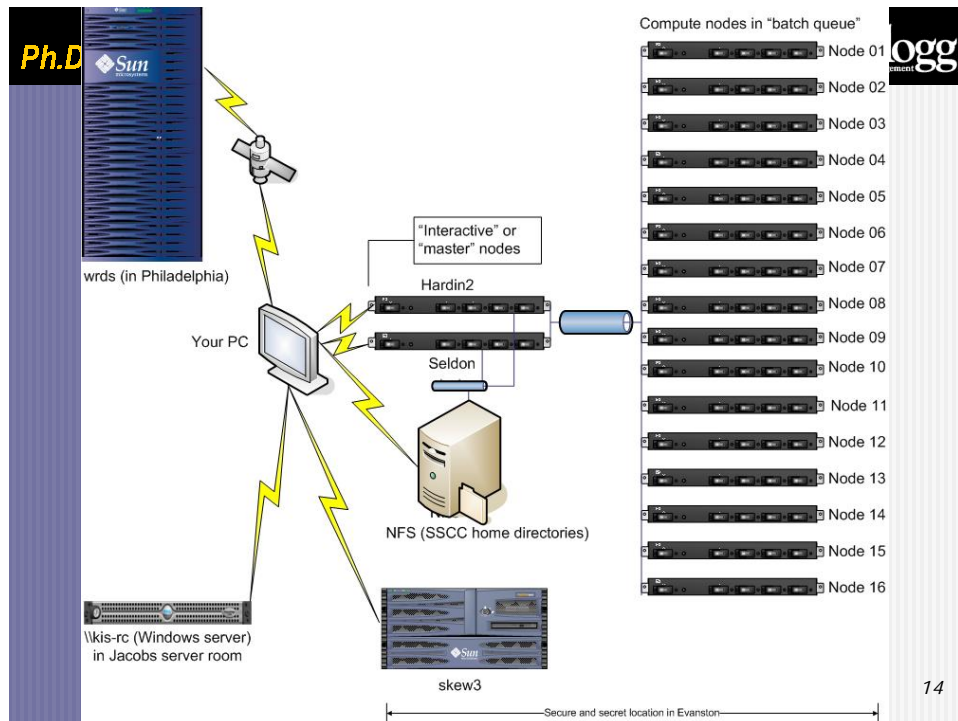 Ph.D
Sun
microsystems
Compute nodes in “batch queue”
Node 01
Node 02
Node 03
Node 04
Node 05
Node 06
Node 07
Node 08
Node 09
Node 10
Node 11
Node 12
Node 13
Node 14
Node 15
Node 16
ogg
ement
wrds (in Philadelphia)
“Interactive” or
“master” nodes
Hardin2
Your PC
Seldon
NFS (SSCC home directories)
\\kis-rc (Windows server)
in Jacobs server room
Sun
skew3
14
Secure and secret location in Evanston